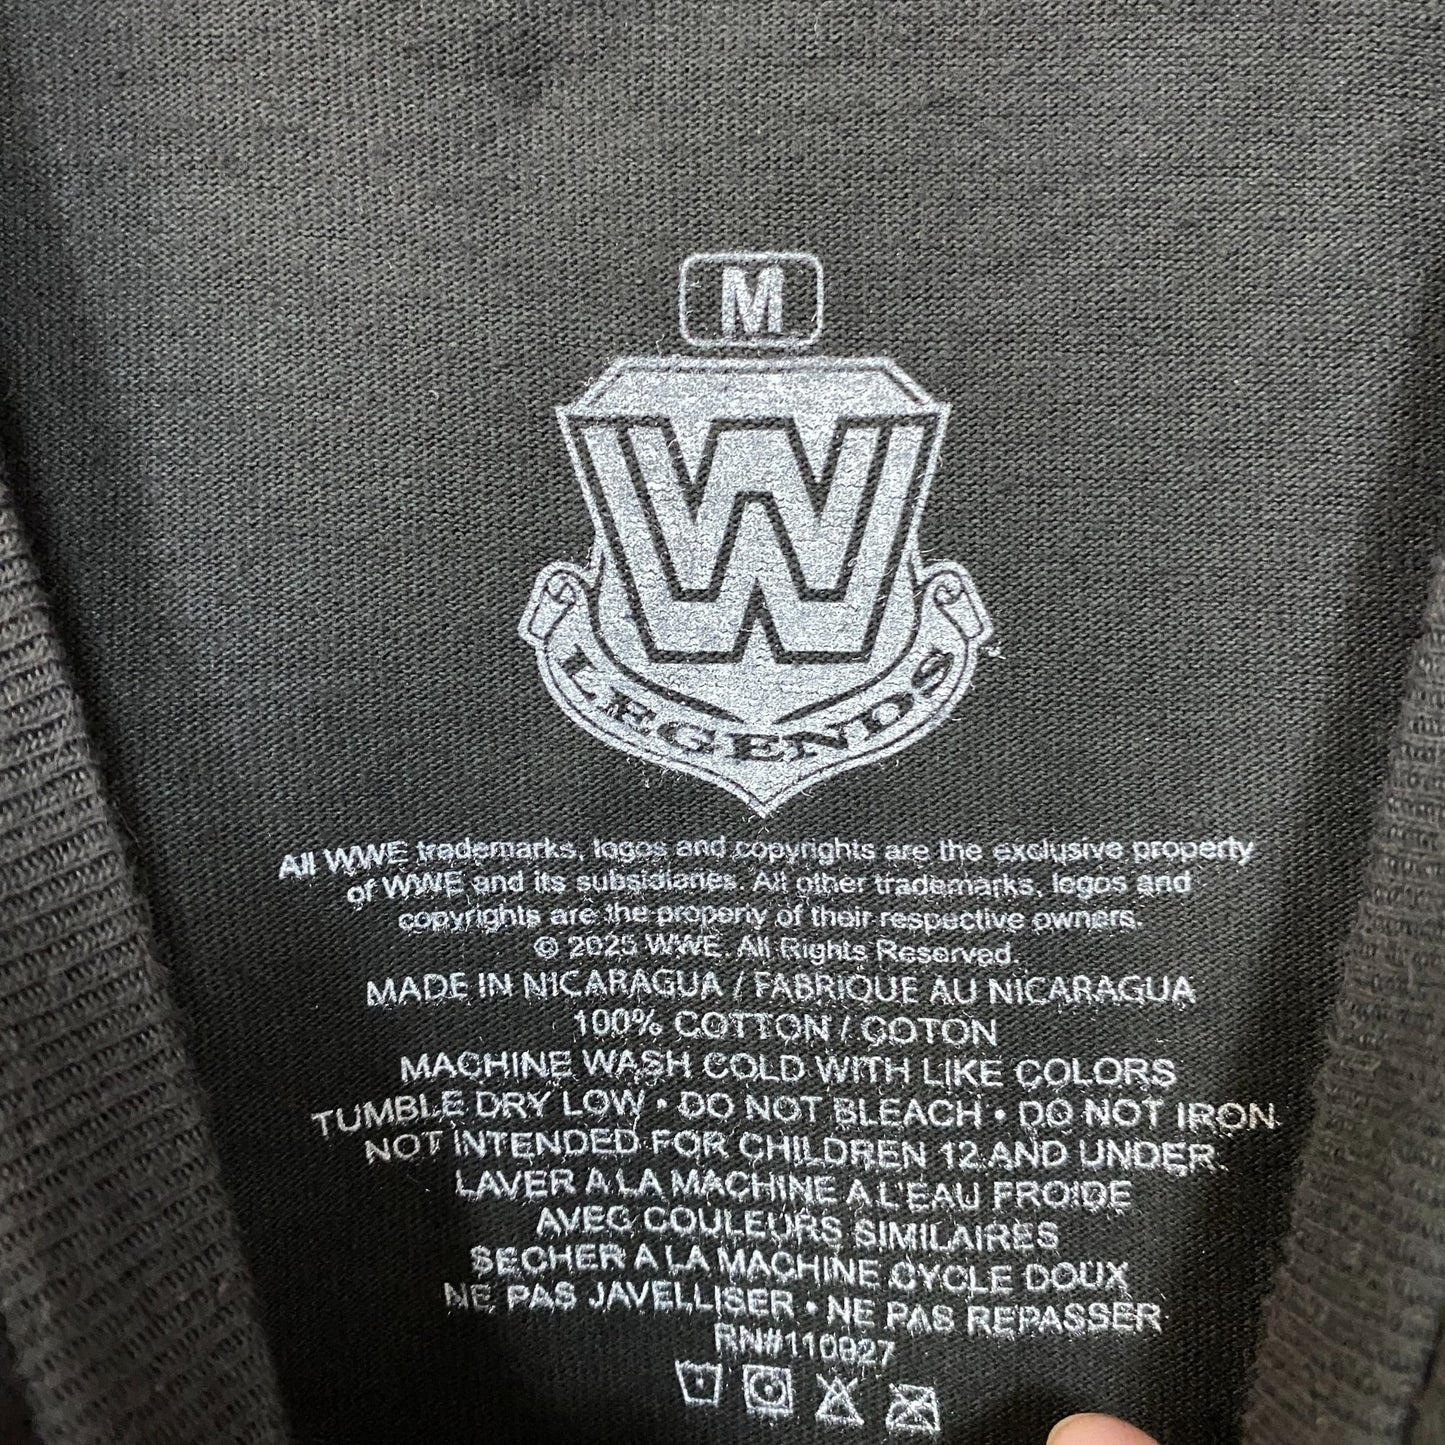 M
W
LEGENDS
All WWE trademarks, logos and copyrights are the exclusive property
of WWE and its subsidiaries. All other trademarks, logos and
copyrights are the property of their respective owners.
© 2025 WWE. All Rights Reserved.
MADE IN NICARAGUA / FABRIQUE AU NICARAGUA
100% COTTON / COTON
MACHINE WASH COLD WITH LIKE COLORS
TUMBLE DRY LOW • DO NOT BLEACH • DO NOT IRON
NOT INTENDED FOR CHILDREN 12 AND UNDER
LAVER A LA MACHINE A L'EAU FROIDE
AVEC COULEURS SIMILAIRES
SECHER A LA MACHINE CYCLE DOUX
NE PAS JAVELLISER • NE PAS REPASSER
RN#110927